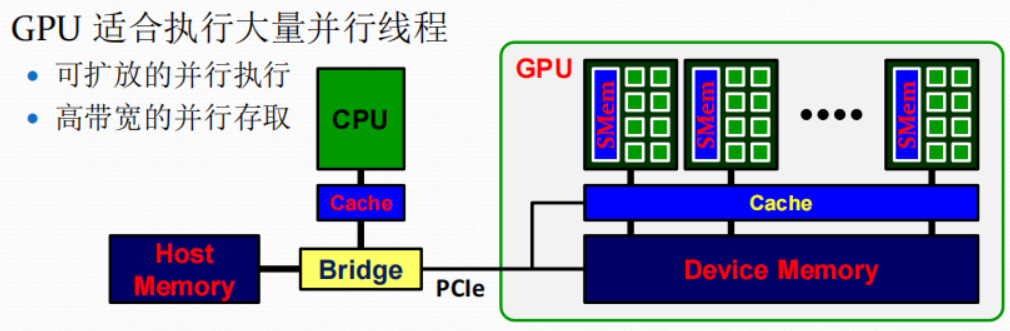 GPU 适合执行大量并行线程
• 可扩放的并行执行
• 高带宽的并行存取
CPU
Cache
Host
Memory
Bridge
PCIe
GPU
SMem
SMem
SMem
Cache
Device Memory